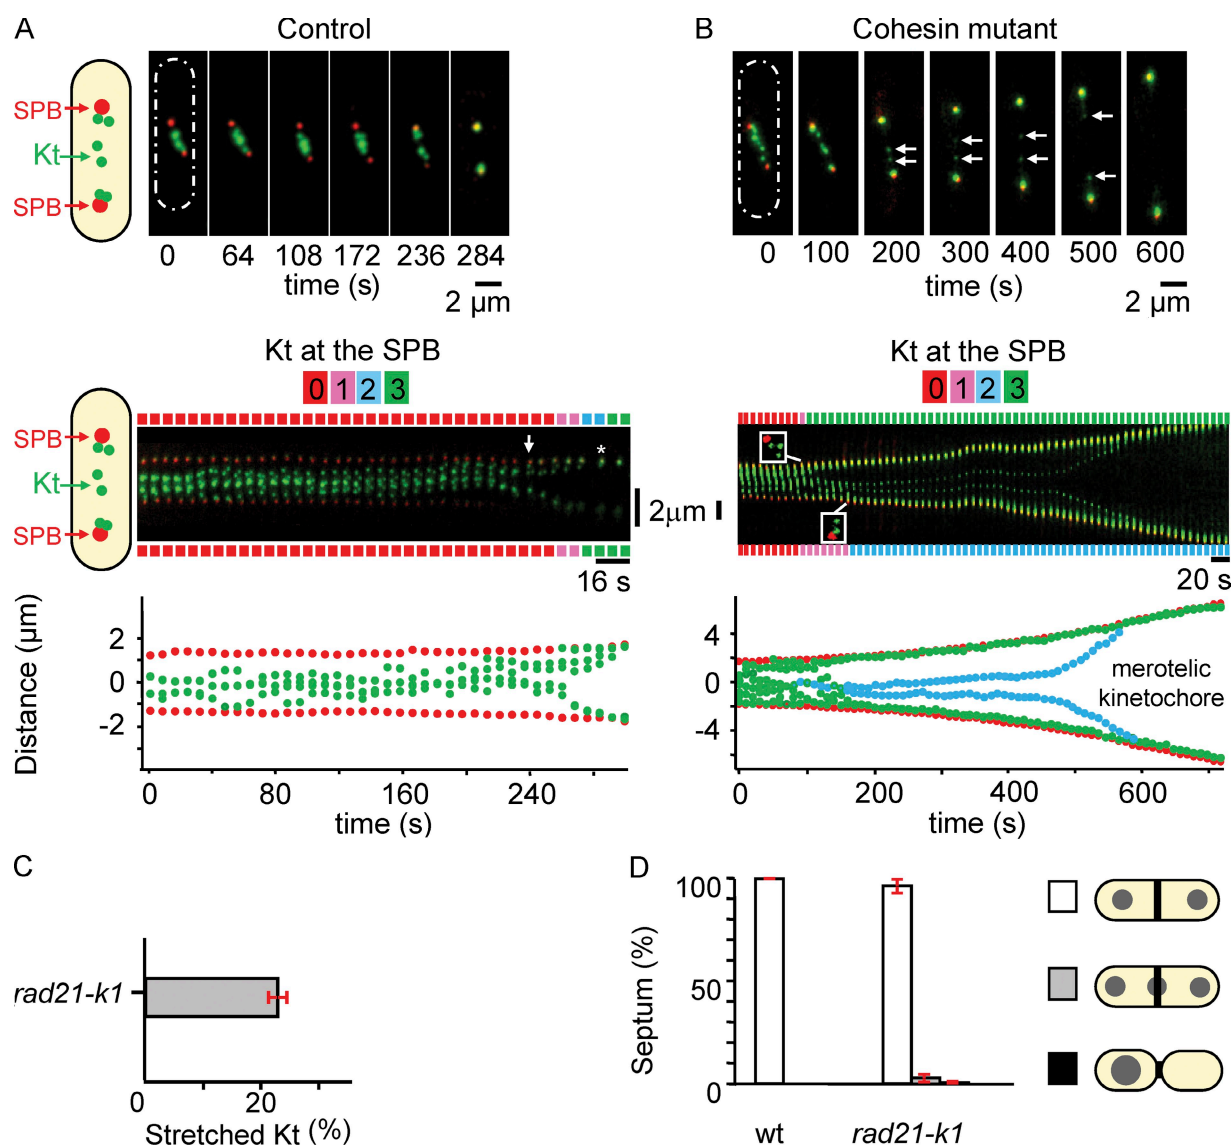 A
Control
SPB
Kt
SPB
0 64 108 172 236 284
time (s)
2 µm
B
Cohesin mutant
0 100 200 300 400 500 600
time (s)
2 µm
Kt at the SPB
0 1 2 3
SPB
Kt
SPB
*
2µm
16 s
Kt at the SPB
0 1 2 3
20 s
Distance (µm)
2
0
-2
0 80 160 240
time (s)
4
0
-4
merotelic
kinetochore
0 200 400 600
time (s)
C
rad21-k1
0 20
Stretched Kt (%)
D
Septum (%)
100
50
0
wt rad21-k1